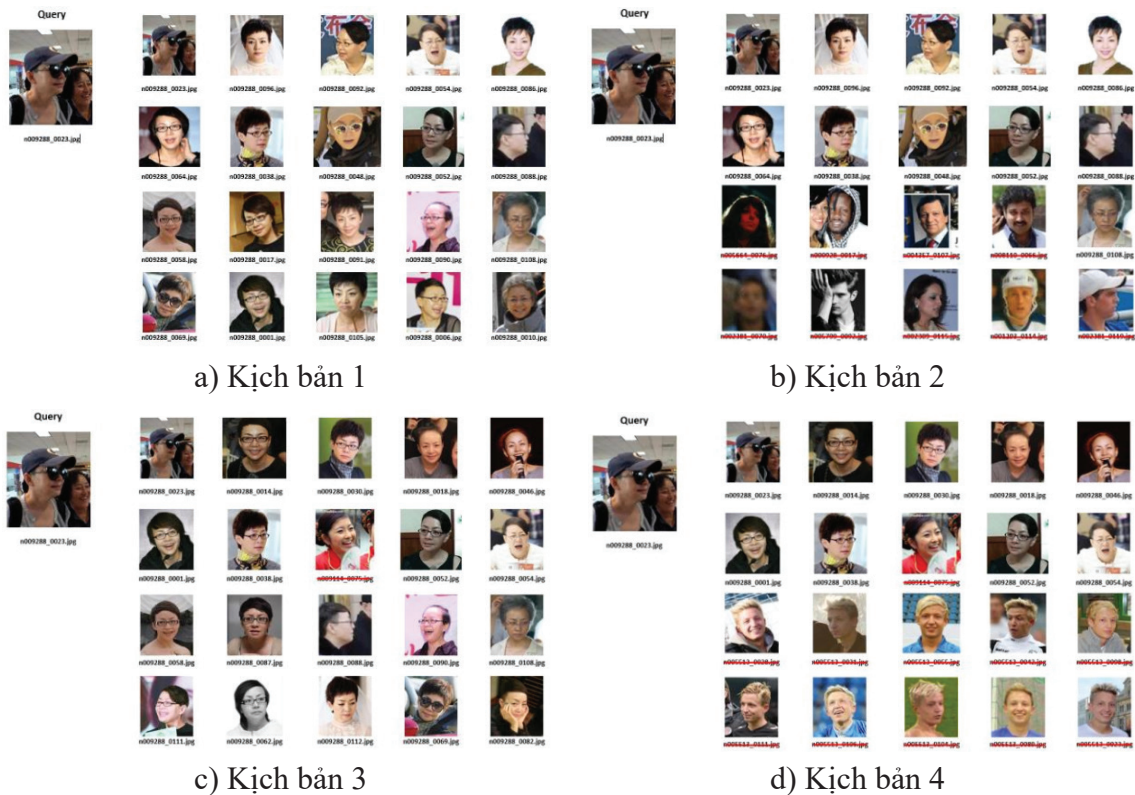 Query
n009288_0023.jpg
n009288_0023.jpg n009288_0096.jpg n009288_0092.jpg n009288_0054.jpg n009288_0086.jpg
n009288_0064.jpg n009288_0038.jpg n009288_0048.jpg n009288_0052.jpg n009288_0088.jpg
n009288_0058.jpg n009288_0017.jpg n009288_0091.jpg n009288_0090.jpg n009288_0108.jpg
n009288_0069.jpg n009288_0001.jpg n009288_0105.jpg n009288_0006.jpg n009288_0010.jpg
a) Kịch bản 1
Query
n009288_0023.jpg
n009288_0023.jpg n009288_0096.jpg n009288_0092.jpg n009288_0054.jpg n009288_0086.jpg
n009288_0064.jpg n009288_0038.jpg n009288_0048.jpg n009288_0052.jpg n009288_0088.jpg
n009288_0108.jpg
b) Kịch bản 2
Query
n009288_0023.jpg
n009288_0023.jpg n009288_0014.jpg n009288_0030.jpg n009288_0018.jpg n009288_0046.jpg
n009288_0001.jpg n009288_0038.jpg n009114_0075.jpg n009288_0052.jpg n009288_0054.jpg
n009288_0058.jpg n009288_0087.jpg n009288_0088.jpg n009288_0090.jpg n009288_0108.jpg
n009288_0111.jpg n009288_0062.jpg n009288_0112.jpg n009288_0069.jpg n009288_0082.jpg
c) Kịch bản 3
Query
n009288_0023.jpg
n009288_0023.jpg n009288_0014.jpg n009288_0030.jpg n009288_0018.jpg n009288_0046.jpg
n009288_0001.jpg n009288_0038.jpg n009114_0075.jpg n009288_0052.jpg n009288_0054.jpg
d) Kịch bản 4